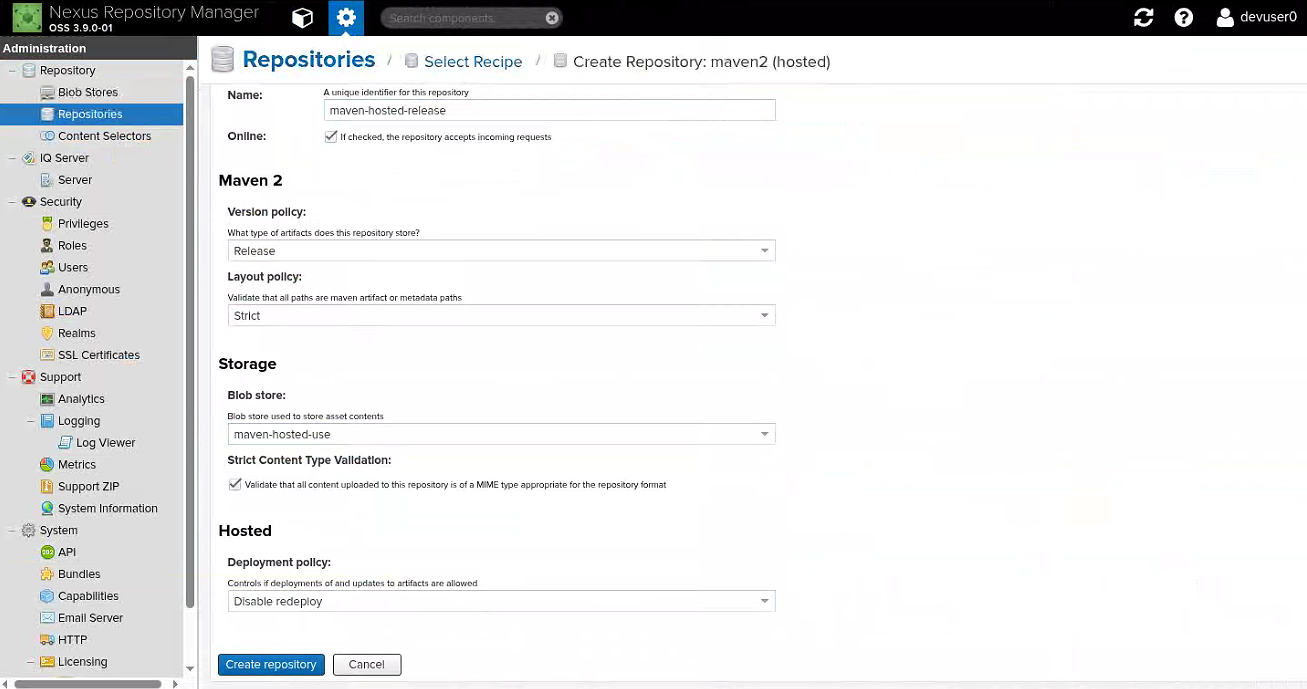 Nexus Repository Manager
OSS 3.9.0-01
Search components
devuser0
Administration
Repository
Blob Stores
Repositories
Content Selectors
IQ Server
Server
Security
Privileges
Roles
Users
Anonymous
LDAP
Realms
SSL Certificates
Support
Analytics
Logging
Log Viewer
Metrics
Support ZIP
System Information
System
API
Bundles
Capabilities
Email Server
HTTP
Licensing
Repositories / Select Recipe / Create Repository: maven2 (hosted)
Name:
A unique identifier for this repository
maven-hosted-release
Online:
If checked, the repository accepts incoming requests
Maven 2
Version policy:
What type of artifacts does this repository store?
Release
Layout policy:
Validate that all paths are maven artifact or metadata paths
Strict
Storage
Blob store:
Blob store used to store asset contents
maven-hosted-use
Strict Content Type Validation:
Validate that all content uploaded to this repository is of a MIME type appropriate for the repository format
Hosted
Deployment policy:
Controls if deployments of and updates to artifacts are allowed
Disable redeploy
Create repository
Cancel